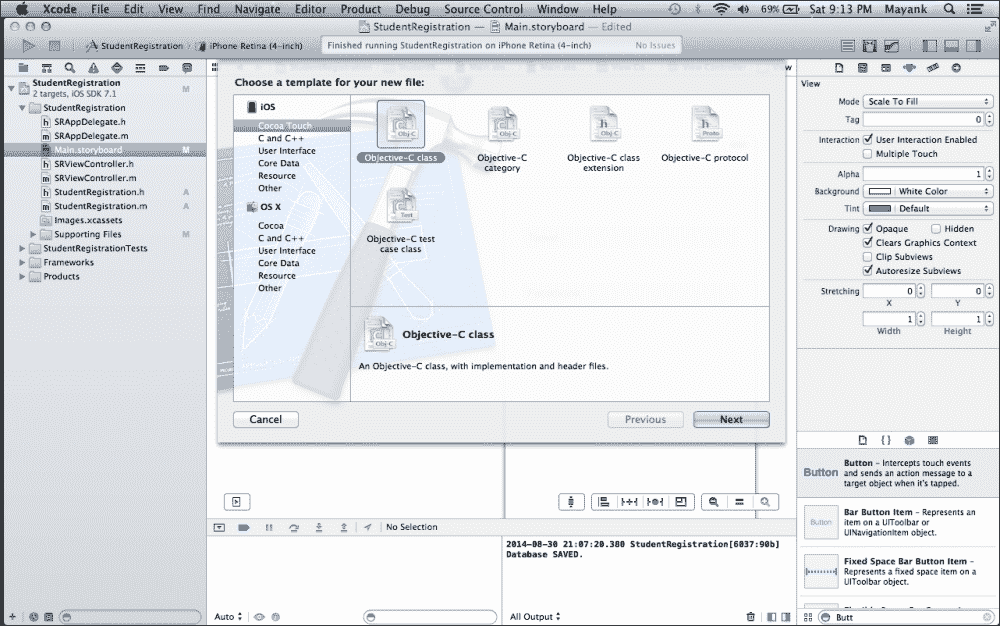 Xcode File Edit View Find Navigate Editor Product Debug Source Control Window Help 69% Sat 9:13 PM Mayank
StudentRegistration — Main.storyboard — Edited
StudentRegistration iPhone Retina (4-inch)
Finished running StudentRegistration on iPhone Retina (4-inch) No Issues
StudentRegistration
2 targets, iOS SDK 7.1
M
StudentRegistration
SRAppDelegate.h
SRAppDelegate.m
Main.storyboard M
SRViewController.h
SRViewController.m
StudentRegistration.h A
StudentRegistration.m A
Images.xcassets
Supporting Files M
StudentRegistrationTests
Frameworks
Products
Choose a template for your new file:
iOS
Cocoa Touch
C and C++
User Interface
Core Data
Resource
Other
OS X
Cocoa
C and C++
User Interface
Core Data
Resource
Other
Obj-C
Objective-C class
Obj-C
Objective-C
category
h
Obj-C
Objective-C class
extension
h
Proto
Objective-C protocol
Test
Objective-C test
case class
Obj-C
Objective-C class
An Objective-C class, with implementation and header files.
Cancel
Previous
Next
View
Mode Scale To Fill
Tag 0
Interaction User Interaction Enabled
Multiple Touch
Alpha 1
Background White Color
Tint Default
Drawing Opaque Hidden
Clears Graphics Context
Clip Subviews
Autoresize Subviews
Stretching 0 0
X Y
1 1
Width Height
Button
Button – Intercepts touch events
and sends an action message to a
target object when it's tapped.
Button
Bar Button Item – Represents an
item on a UIToolbar or
UINavigationItem object.
Fixed Space Bar Button Item –
Represents a fixed space item on a
UIToolbar object.
Butt
No Selection
2014-08-30 21:07:20.380 StudentRegistration[6037:90b]
Database SAVED.
Auto
All Output